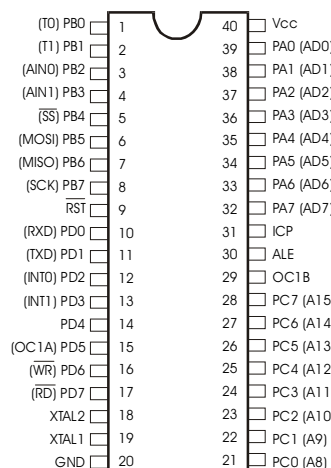 (T0) PB0 1 40 Vcc
(T1) PB1 2 39 PA0 (AD0)
(AIN0) PB2 3 38 PA1 (AD1)
(AIN1) PB3 4 37 PA2 (AD2)
(S̅S̅) PB4 5 36 PA3 (AD3)
(MOSI) PB5 6 35 PA4 (AD4)
(MISO) PB6 7 34 PA5 (AD5)
(SCK) PB7 8 33 PA6 (AD6)
R̅S̅T̅ 9 32 PA7 (AD7)
(RXD) PD0 10 31 ICP
(TXD) PD1 11 30 ALE
(INT0) PD2 12 29 OC1B
(INT1) PD3 13 28 PC7 (A15
PD4 14 27 PC6 (A14
(OC1A) PD5 15 26 PC5 (A13
(W̅R̅) PD6 16 25 PC4 (A12
(R̅D̅) PD7 17 24 PC3 (A11
XTAL2 18 23 PC2 (A10
XTAL1 19 22 PC1 (A9)
GND 20 21 PC0 (A8)